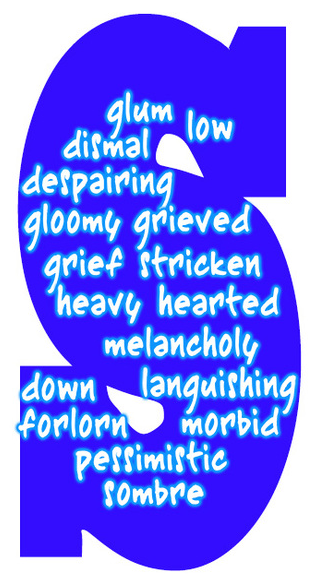 S
glum low
dismal
despairing
gloomy grieved
grief stricken
heavy hearted
melancholy
down languishing
forlorn morbid
pessimistic
sombre